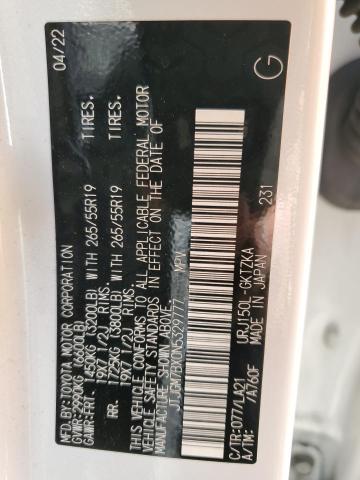 MFD. BY: TOYOTA MOTOR CORPORATION 04/22
GVWR: 2990KG (6600LB)
GAWR: FRT. 1450KG (3200LB) WITH 265/55R19 TIRES.
19X7 1/2J RIMS.
RR. 1725KG (3800LB) WITH 265/55R19 TIRES.
19X7 1/2J RIMS.
THIS VEHICLE CONFORMS TO ALL APPLICABLE FEDERAL MOTOR
VEHICLE SAFETY STANDARDS IN EFFECT ON THE DATE OF
MANUFACTURE SHOWN ABOVE.
MPV G
C/TR:077/LA21 URJ150L-GKTZKA 231
A/TM: /A760F MADE IN JAPAN